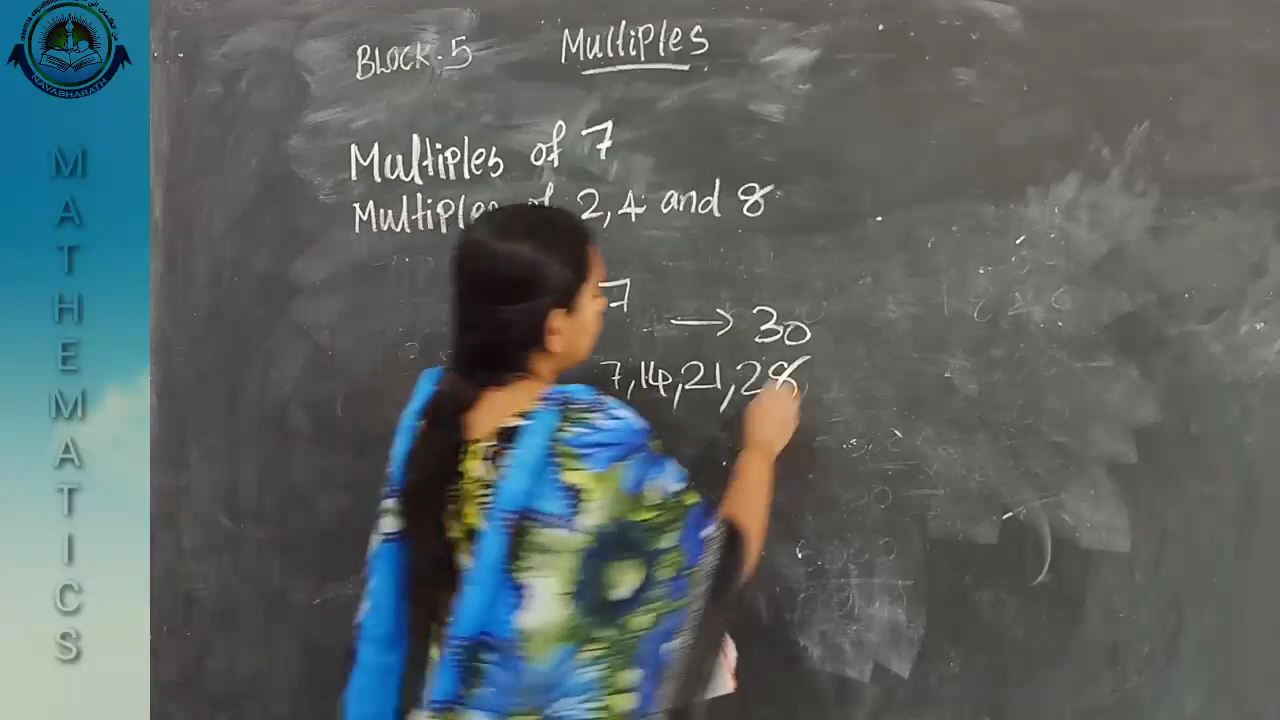 NAVABHARATH
MATHEMATICS
BLOCK-5 Multiples
Multiples of 7
Multiples of 2, 4 and 8
7
→ 30
7, 14, 21, 28